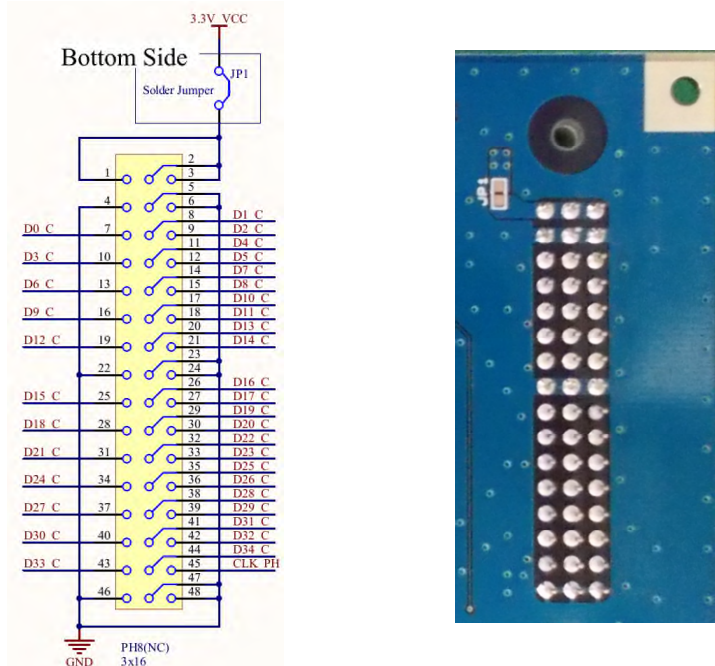 3.3V_VCC
Bottom Side
JP1
Solder Jumper
2
1 3
5
4 6
8 D1_C
D0_C 7 9 D2_C
11 D4_C
D3_C 10 12 D5_C
14 D7_C
D6_C 13 15 D8_C
17 D10_C
D9_C 16 18 D11_C
20 D13_C
D12_C 19 21 D14_C
23
22 24
26 D16_C
D15_C 25 27 D17_C
29 D19_C
D18_C 28 30 D20_C
32 D22_C
D21_C 31 33 D23_C
35 D25_C
D24_C 34 36 D26_C
38 D28_C
D27_C 37 39 D29_C
41 D31_C
D30_C 40 42 D32_C
44 D34_C
D33_C 43 45 CLK_PH
47
46 48
GND
PH8(NC)
3x16
JP1